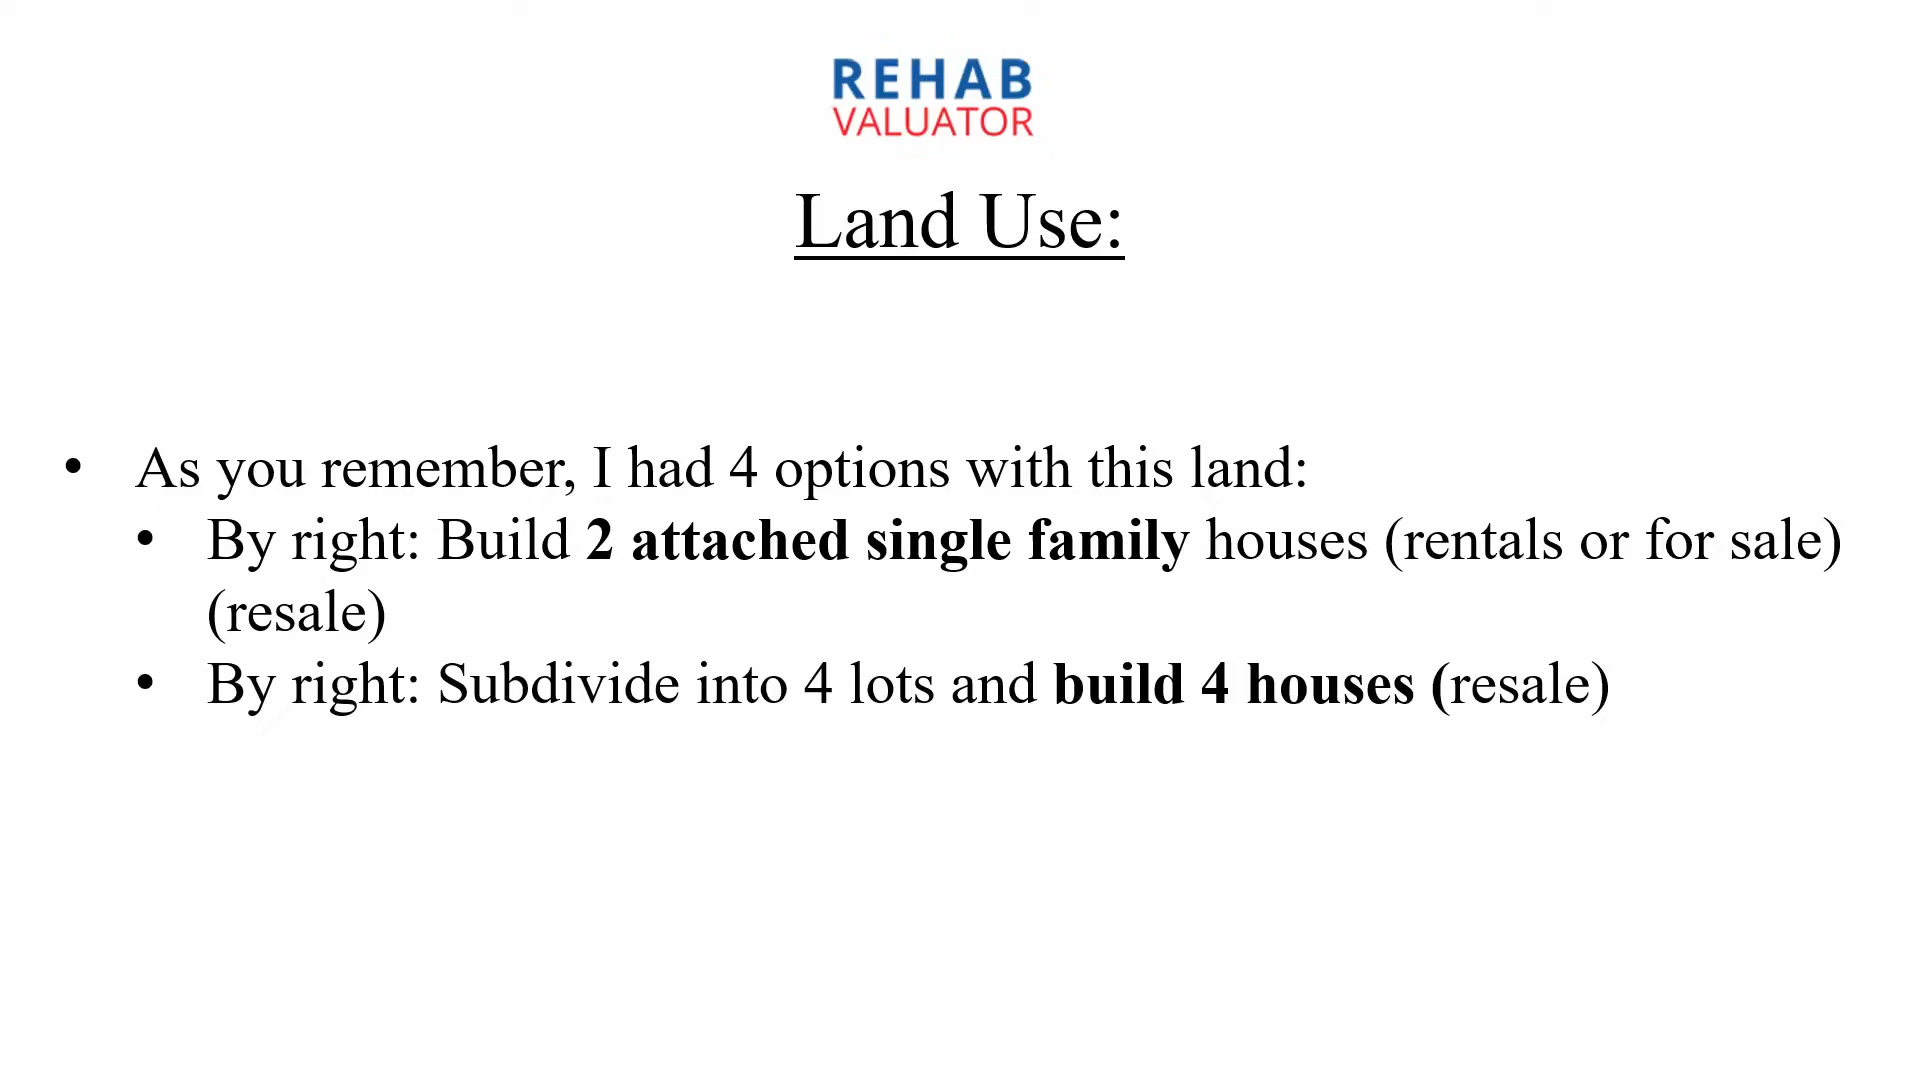 REHAB
VALUATOR
Land Use:
• As you remember, I had 4 options with this land:
• By right: Build 2 attached single family houses (rentals or for sale)
(resale)
• By right: Subdivide into 4 lots and build 4 houses (resale)